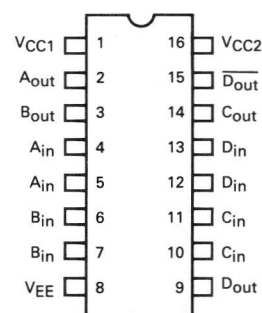 VCC1 1 16 VCC2
Aout 2 15 D̅o̅u̅t̅
Bout 3 14 Cout
Ain 4 13 Din
Ain 5 12 Din
Bin 6 11 Cin
Bin 7 10 Cin
VEE 8 9 Dout